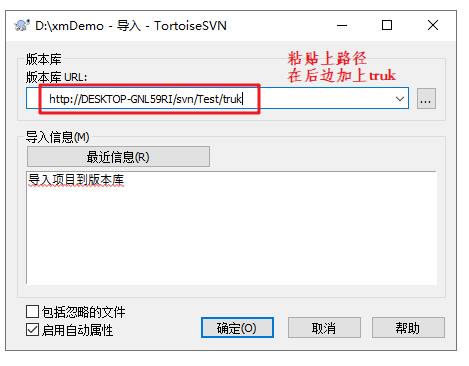 D:\xmDemo - 导入 - TortoiseSVN
版本库
版本库 URL:
http://DESKTOP-GNL59RI/svn/Test/truk
...
粘贴上路径
在后边加上truk
导入信息(M)
最近信息(R)
导入项目到版本库
包括忽略的文件
启用自动属性
确定(O)
取消
帮助